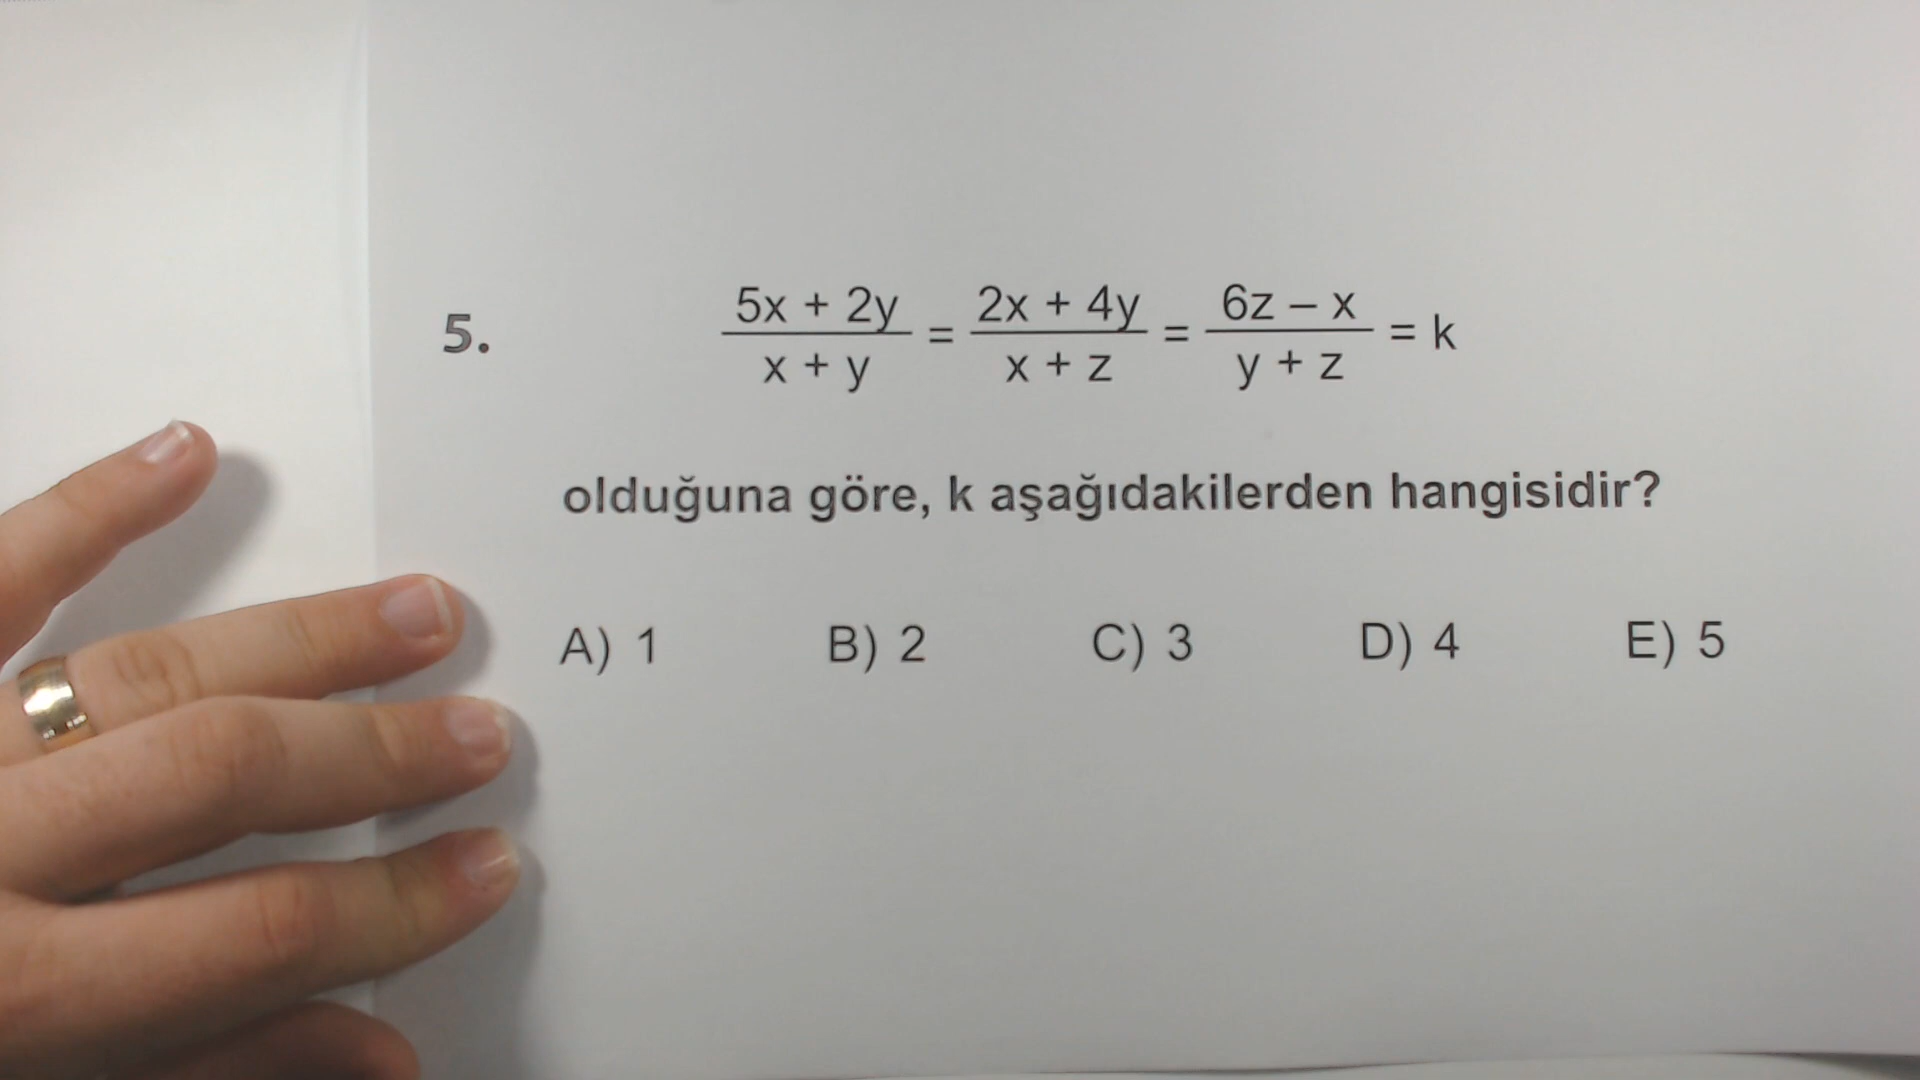 5. (5x + 2y)/(x + y) = (2x + 4y)/(x + z) = (6z – x)/(y + z) = k
olduğuna göre, k aşağıdakilerden hangisidir?
A) 1 B) 2 C) 3 D) 4 E) 5